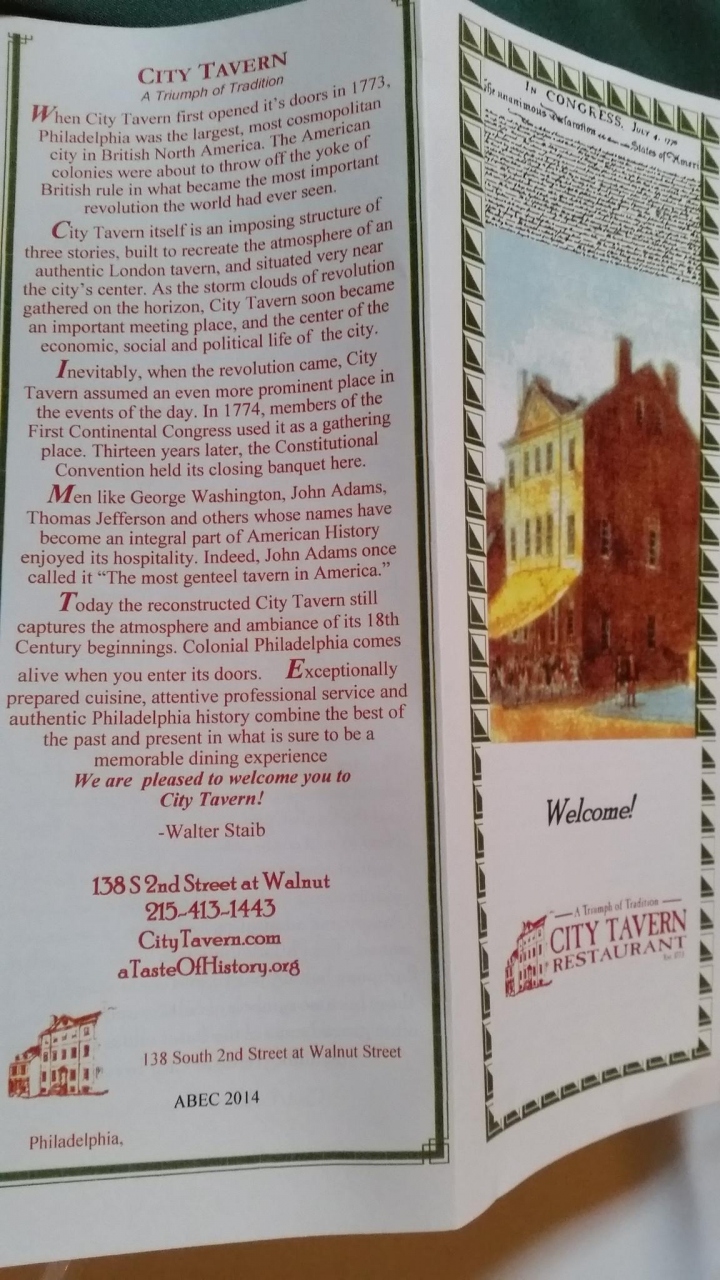 CITY TAVERN
A Triumph of Tradition
When City Tavern first opened it's doors in 1773,
Philadelphia was the largest, most cosmopolitan
city in British North America. The American
colonies were about to throw off the yoke of
British rule in what became the most important
revolution the world had ever seen.
City Tavern itself is an imposing structure of
three stories, built to recreate the atmosphere of an
authentic London tavern, and situated very near
the city's center. As the storm clouds of revolution
gathered on the horizon, City Tavern soon became
an important meeting place, and the center of the
economic, social and political life of the city.
Inevitably, when the revolution came, City
Tavern assumed an even more prominent place in
the events of the day. In 1774, members of the
First Continental Congress used it as a gathering
place. Thirteen years later, the Constitutional
Convention held its closing banquet here.
Men like George Washington, John Adams,
Thomas Jefferson and others whose names have
become an integral part of American History
enjoyed its hospitality. Indeed, John Adams once
called it “The most genteel tavern in America.”
Today the reconstructed City Tavern still
captures the atmosphere and ambiance of its 18th
Century beginnings. Colonial Philadelphia comes
alive when you enter its doors. Exceptionally
prepared cuisine, attentive professional service and
authentic Philadelphia history combine the best of
the past and present in what is sure to be a
memorable dining experience
We are pleased to welcome you to
City Tavern!
-Walter Staib
138 S 2nd Street at Walnut
215-413-1443
CityTavern.com
aTasteOfHistory.org
138 South 2nd Street at Walnut Street
ABEC 2014
Philadelphia,
IN CONGRESS, JULY 4, 1776
The unanimous Declaration of the States of Ameri
Welcome!
A Triumph of Tradition
CITY TAVERN
RESTAURANT